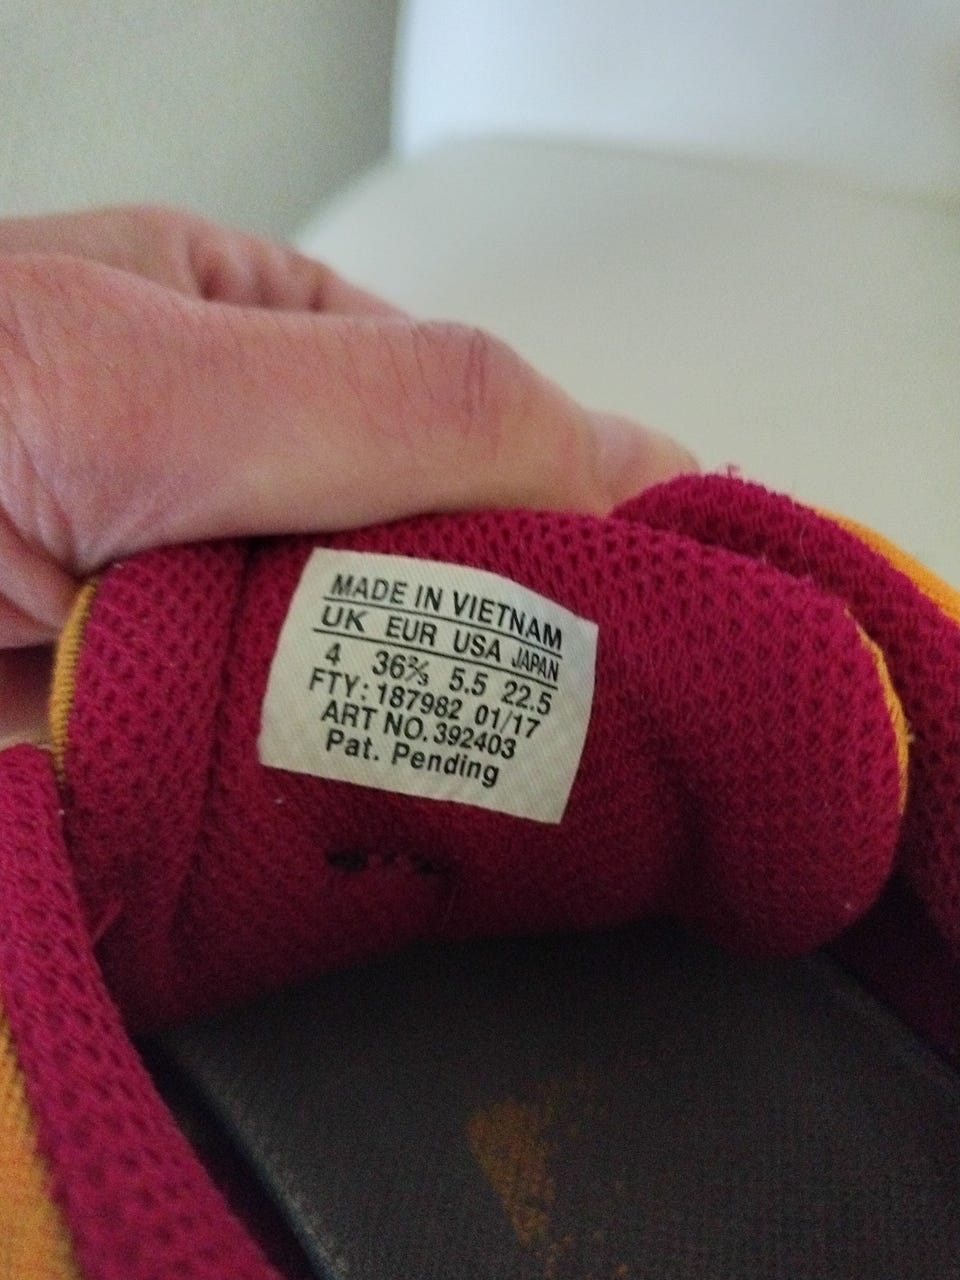 MADE IN VIETNAM
UK EUR USA JAPAN
4 36⅔ 5.5 22.5
FTY: 187982 01/17
ART NO. 392403
Pat. Pending